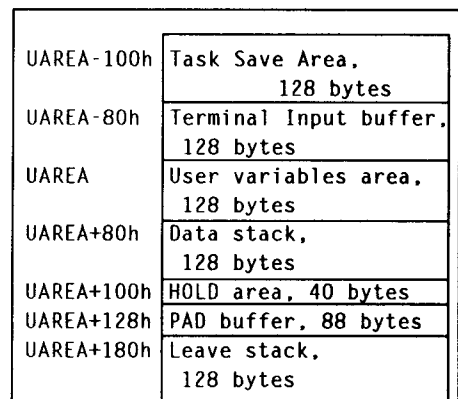 UAREA-100h Task Save Area,
128 bytes
UAREA-80h Terminal Input buffer,
128 bytes
UAREA User variables area,
128 bytes
UAREA+80h Data stack,
128 bytes
UAREA+100h HOLD area, 40 bytes
UAREA+128h PAD buffer, 88 bytes
UAREA+180h Leave stack,
128 bytes